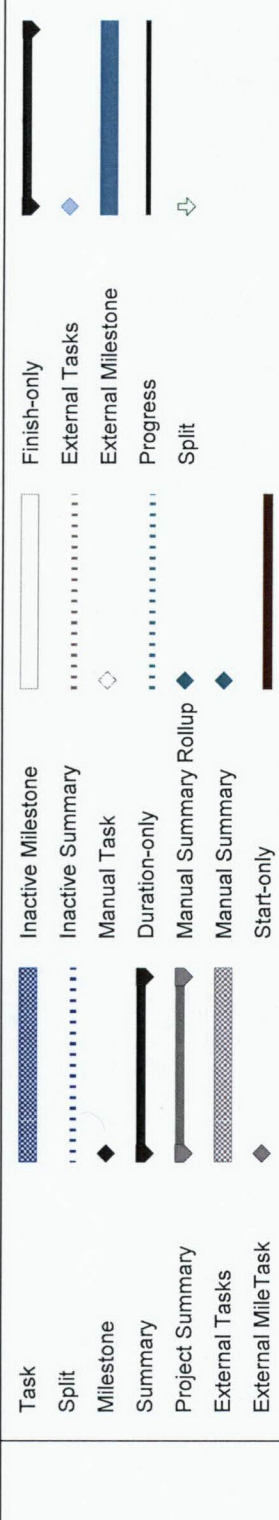 Task
Split
Milestone
Summary
Project Summary
External Tasks
External MileTask
Inactive Milestone
Inactive Summary
Manual Task
Duration-only
Manual Summary Rollup
Manual Summary
Start-only
Finish-only
External Tasks
External Milestone
Progress
Split